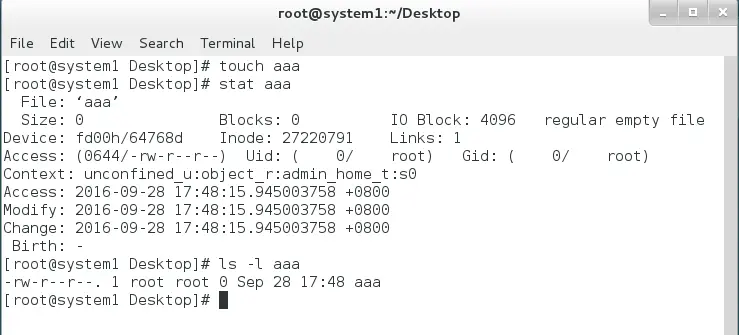 root@system1:~/Desktop
File Edit View Search Terminal Help
[root@system1 Desktop]# touch aaa
[root@system1 Desktop]# stat aaa
  File: ‘aaa’
  Size: 0               Blocks: 0          IO Block: 4096   regular empty file
Device: fd00h/64768d    Inode: 27220791    Links: 1
Access: (0644/-rw-r--r--)  Uid: (    0/    root)   Gid: (    0/    root)
Context: unconfined_u:object_r:admin_home_t:s0
Access: 2016-09-28 17:48:15.945003758 +0800
Modify: 2016-09-28 17:48:15.945003758 +0800
Change: 2016-09-28 17:48:15.945003758 +0800
 Birth: -
[root@system1 Desktop]# ls -l aaa
-rw-r--r--. 1 root root 0 Sep 28 17:48 aaa
[root@system1 Desktop]#